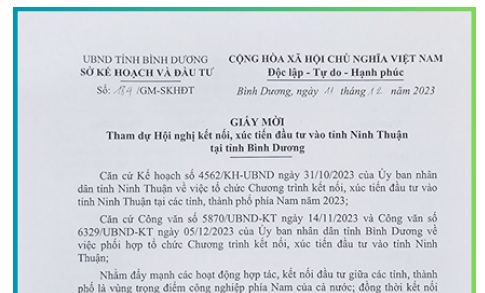 UBND TỈNH BÌNH DƯƠNG
SỞ KẾ HOẠCH VÀ ĐẦU TƯ
Số: 184 /GM-SKHĐT
CỘNG HÒA XÃ HỘI CHỦ NGHĨA VIỆT NAM
Độc lập - Tự do - Hạnh phúc
Bình Dương, ngày 11 tháng 12 năm 2023
GIẤY MỜI
Tham dự Hội nghị kết nối, xúc tiến đầu tư vào tỉnh Ninh Thuận
tại tỉnh Bình Dương
Căn cứ Kế hoạch số 4562/KH-UBND ngày 31/10/2023 của Ủy ban nhân
dân tỉnh Ninh Thuận về việc tổ chức Chương trình kết nối, xúc tiến đầu tư vào
tỉnh Ninh Thuận tại các tỉnh, thành phố phía Nam năm 2023;
Căn cứ Công văn số 5870/UBND-KT ngày 14/11/2023 và Công văn số
6329/UBND-KT ngày 05/12/2023 của Ủy ban nhân dân tỉnh Bình Dương về
việc phối hợp tổ chức Chương trình kết nối, xúc tiến đầu tư vào tỉnh Ninh
Thuận;
Nhằm đẩy mạnh các hoạt động hợp tác, kết nối đầu tư giữa các tỉnh, thành
phố là vùng trọng điểm công nghiệp phía Nam của cả nước; đồng thời kết nối